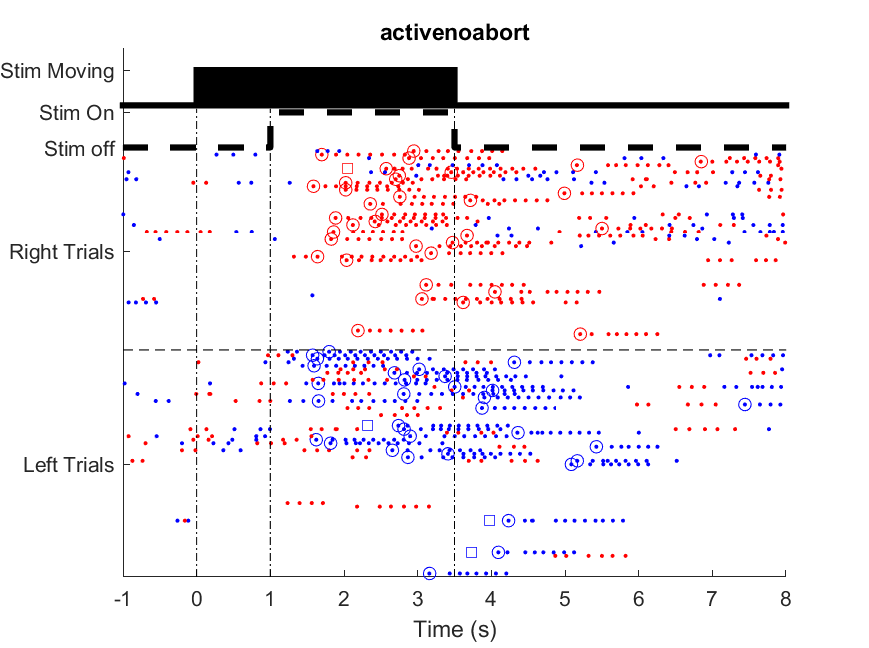 activenoabort
Stim Moving
Stim On
Stim off
Right Trials
Left Trials
-1 0 1 2 3 4 5 6 7 8
Time (s)